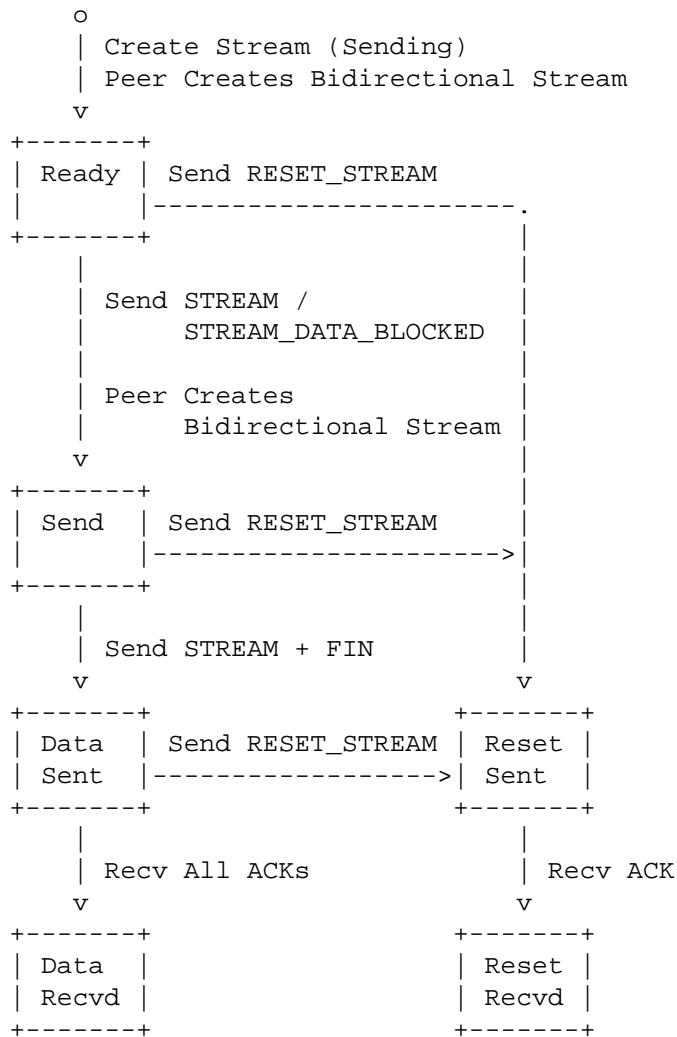 o
Create Stream (Sending)
Peer Creates Bidirectional Stream
v
Ready Send RESET_STREAM
Send STREAM /
STREAM_DATA_BLOCKED
Peer Creates
Bidirectional Stream
v
Send Send RESET_STREAM
Send STREAM + FIN
v v
Data Send RESET_STREAM Reset
Sent Sent
Recv All ACKs Recv ACK
v v
Data Reset
Recvd Recvd